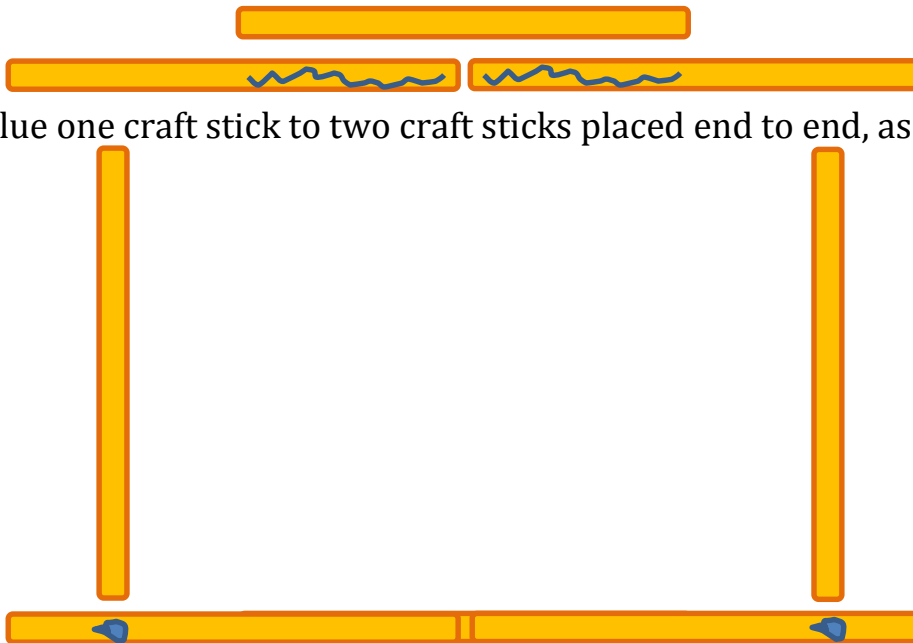 lue one craft stick to two craft sticks placed end to end, as